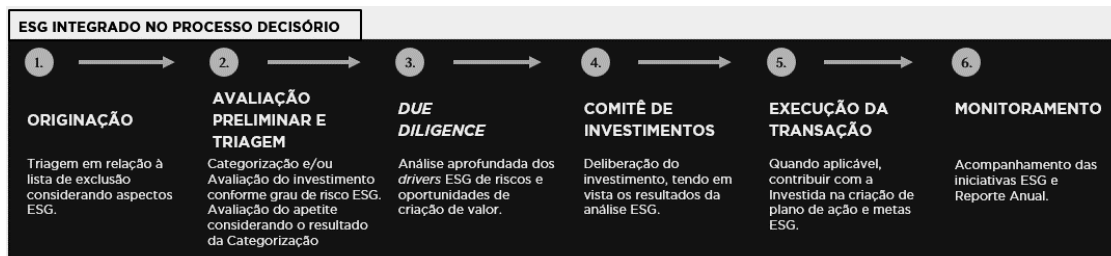 ESG INTEGRADO NO PROCESSO DECISÓRIO
1.
ORIGINAÇÃO
Triagem em relação à
lista de exclusão
considerando aspectos
ESG.
2.
AVALIAÇÃO
PRELIMINAR E
TRIAGEM
Categorização e/ou
Avaliação do investimento
conforme grau de risco ESG.
Avaliação do apetite
considerando o resultado
da Categorização
3.
DUE
DILIGENCE
Análise aprofundada dos
drivers ESG de riscos e
oportunidades de
criação de valor.
4.
COMITÊ DE
INVESTIMENTOS
Deliberação do
investimento, tendo em
vista os resultados da
análise ESG.
5.
EXECUÇÃO DA
TRANSAÇÃO
Quando aplicável,
contribuir com a
Investida na criação de
plano de ação e metas
ESG.
6.
MONITORAMENTO
Acompanhamento das
iniciativas ESG e
Reporte Anual.